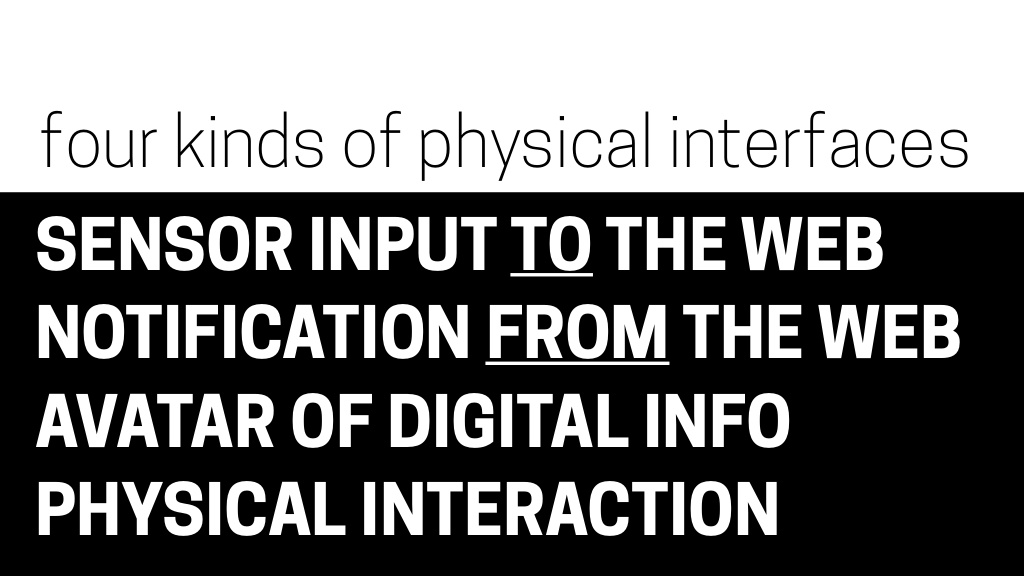 four kinds of physical interfaces
SENSOR INPUT TO THE WEB
NOTIFICATION FROM THE WEB
AVATAR OF DIGITAL INFO
PHYSICAL INTERACTION